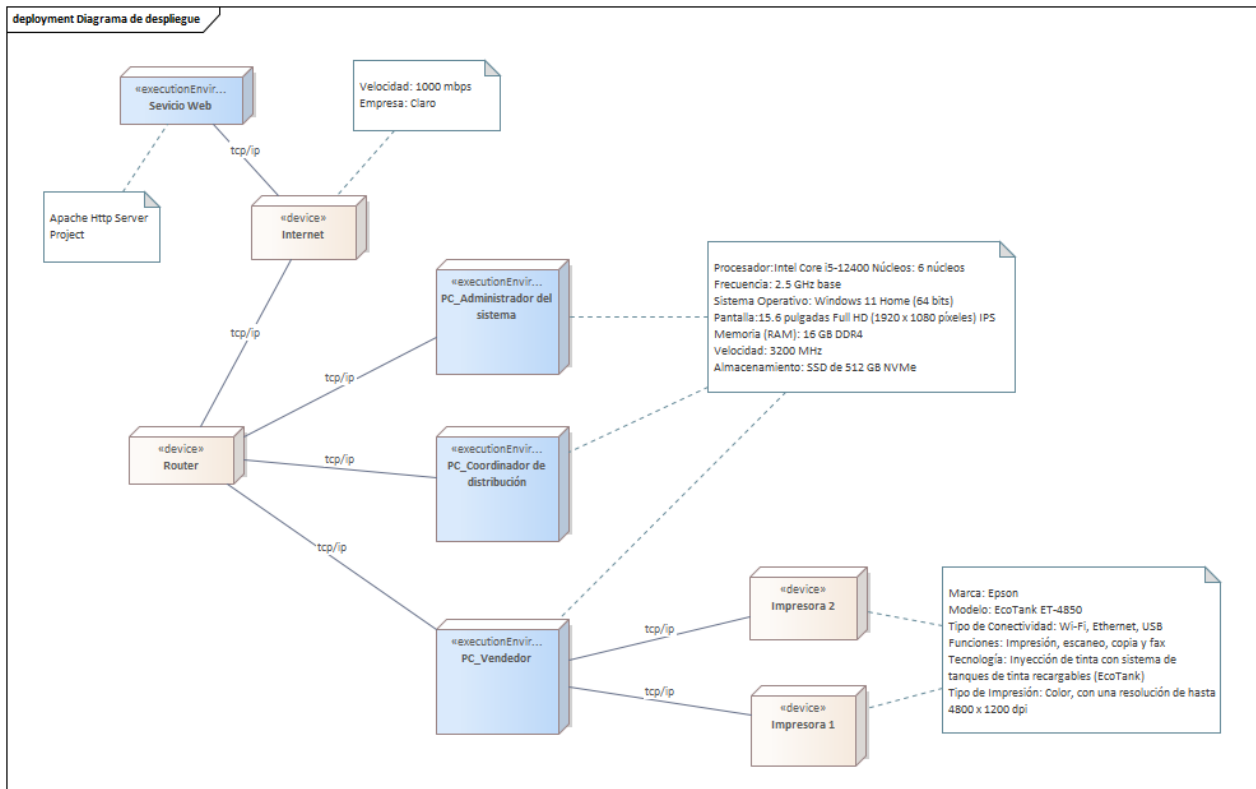 deployment Diagrama de despliegue
«executionEnvir...
Sevicio Web
Velocidad: 1000 mbps
Empresa: Claro
tcp/ip
Apache Http Server
Project
«device»
Internet
tcp/ip
«executionEnvir...
PC_Administrador del
sistema
Procesador:Intel Core i5-12400 Núcleos: 6 núcleos
Frecuencia: 2.5 GHz base
Sistema Operativo: Windows 11 Home (64 bits)
Pantalla:15.6 pulgadas Full HD (1920 x 1080 píxeles) IPS
Memoria (RAM): 16 GB DDR4
Velocidad: 3200 MHz
Almacenamiento: SSD de 512 GB NVMe
tcp/ip
«device»
Router
tcp/ip
«executionEnvir...
PC_Coordinador de
distribución
tcp/ip
«executionEnvir...
PC_Vendedor
tcp/ip
«device»
Impresora 2
tcp/ip
«device»
Impresora 1
Marca: Epson
Modelo: EcoTank ET-4850
Tipo de Conectividad: Wi-Fi, Ethernet, USB
Funciones: Impresión, escaneo, copia y fax
Tecnología: Inyección de tinta con sistema de
tanques de tinta recargables (EcoTank)
Tipo de Impresión: Color, con una resolución de hasta
4800 x 1200 dpi